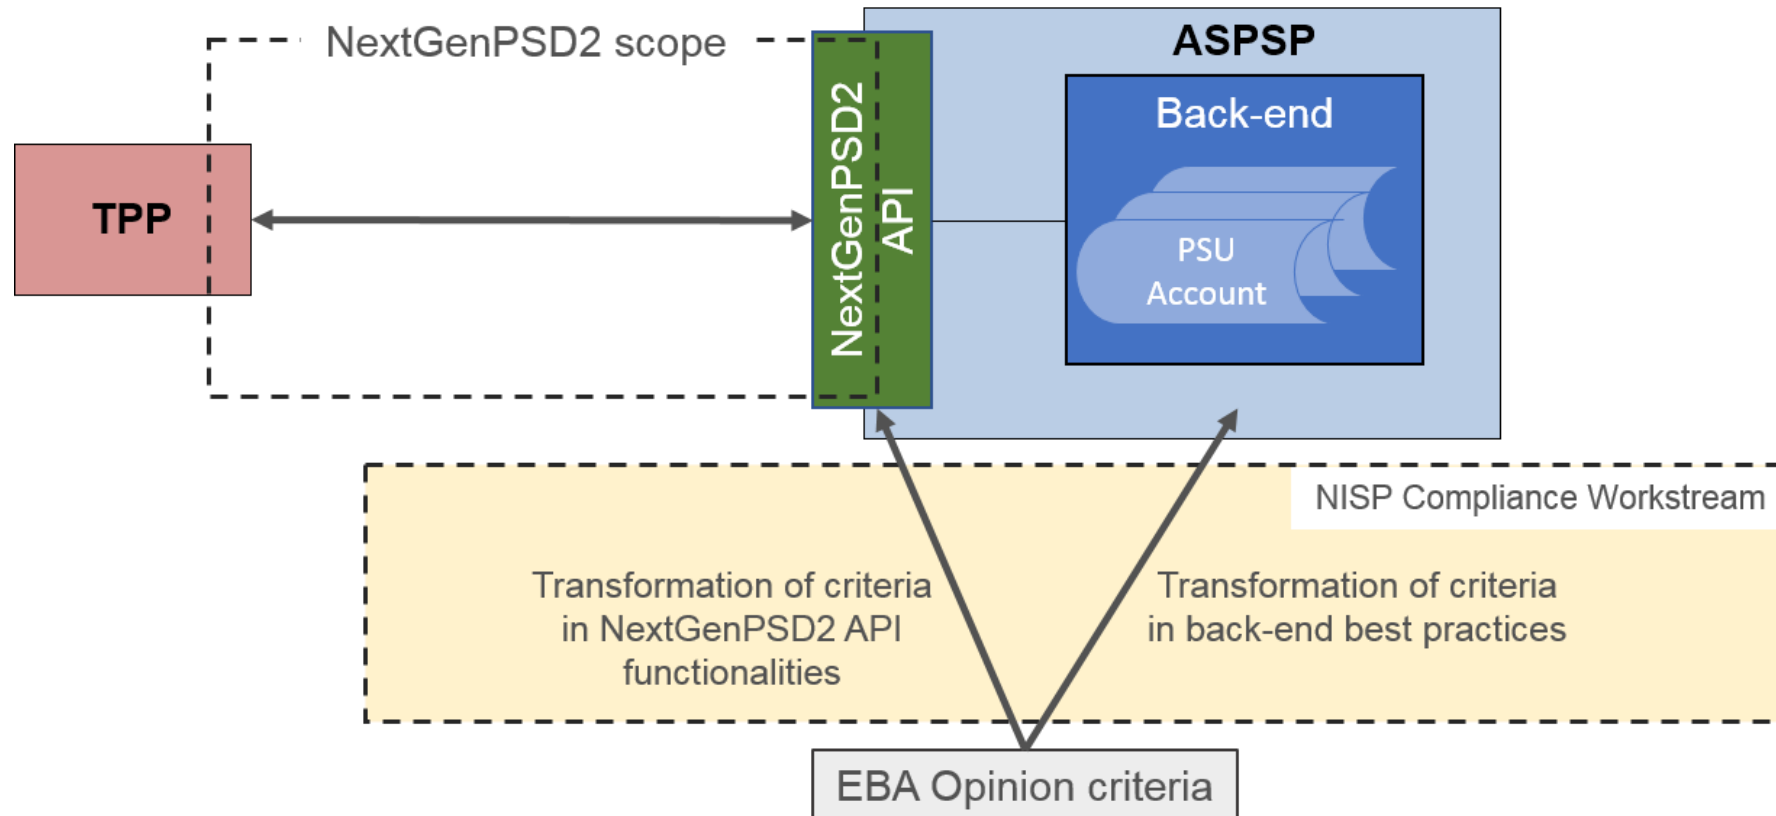 NextGenPSD2 scope
ASPSP
Back-end
TPP
NextGenPSD2
API
PSU
Account
NISP Compliance Workstream
Transformation of criteria
in NextGenPSD2 API
functionalities
Transformation of criteria
in back-end best practices
EBA Opinion criteria